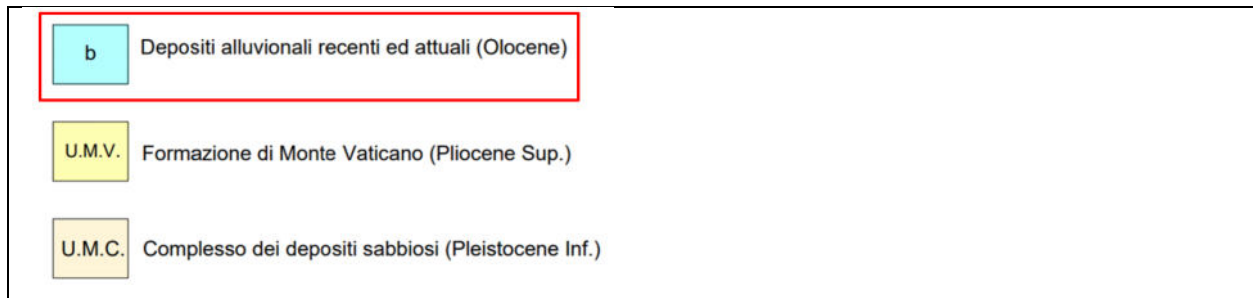 b Depositi alluvionali recenti ed attuali (Olocene)
U.M.V. Formazione di Monte Vaticano (Pliocene Sup.)
U.M.C. Complesso dei depositi sabbiosi (Pleistocene Inf.)